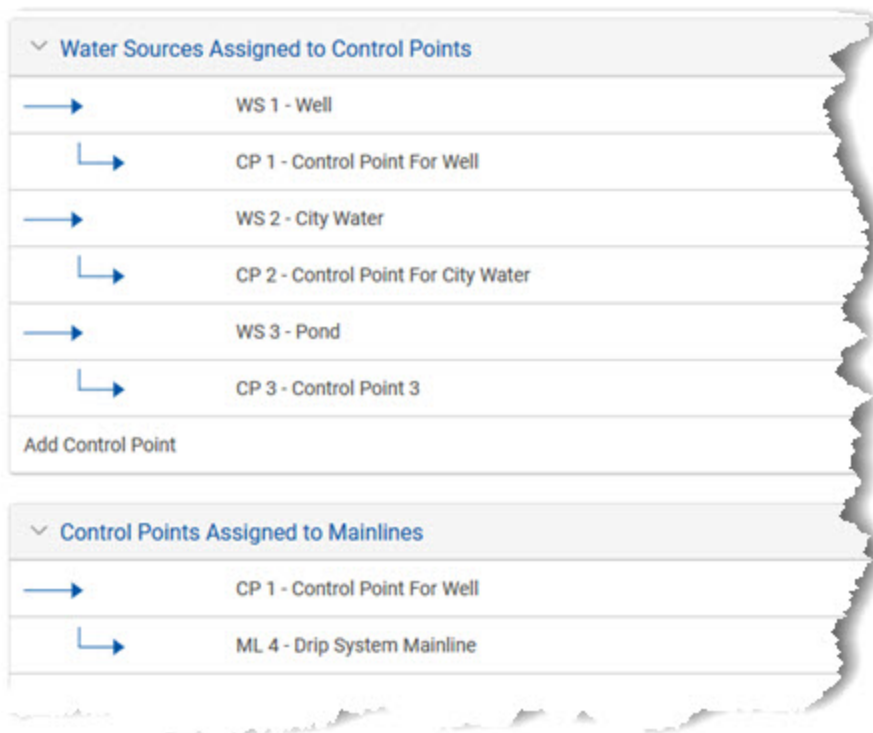 Water Sources Assigned to Control Points
WS 1 - Well
CP 1 - Control Point For Well
WS 2 - City Water
CP 2 - Control Point For City Water
WS 3 - Pond
CP 3 - Control Point 3
Add Control Point
Control Points Assigned to Mainlines
CP 1 - Control Point For Well
ML 4 - Drip System Mainline